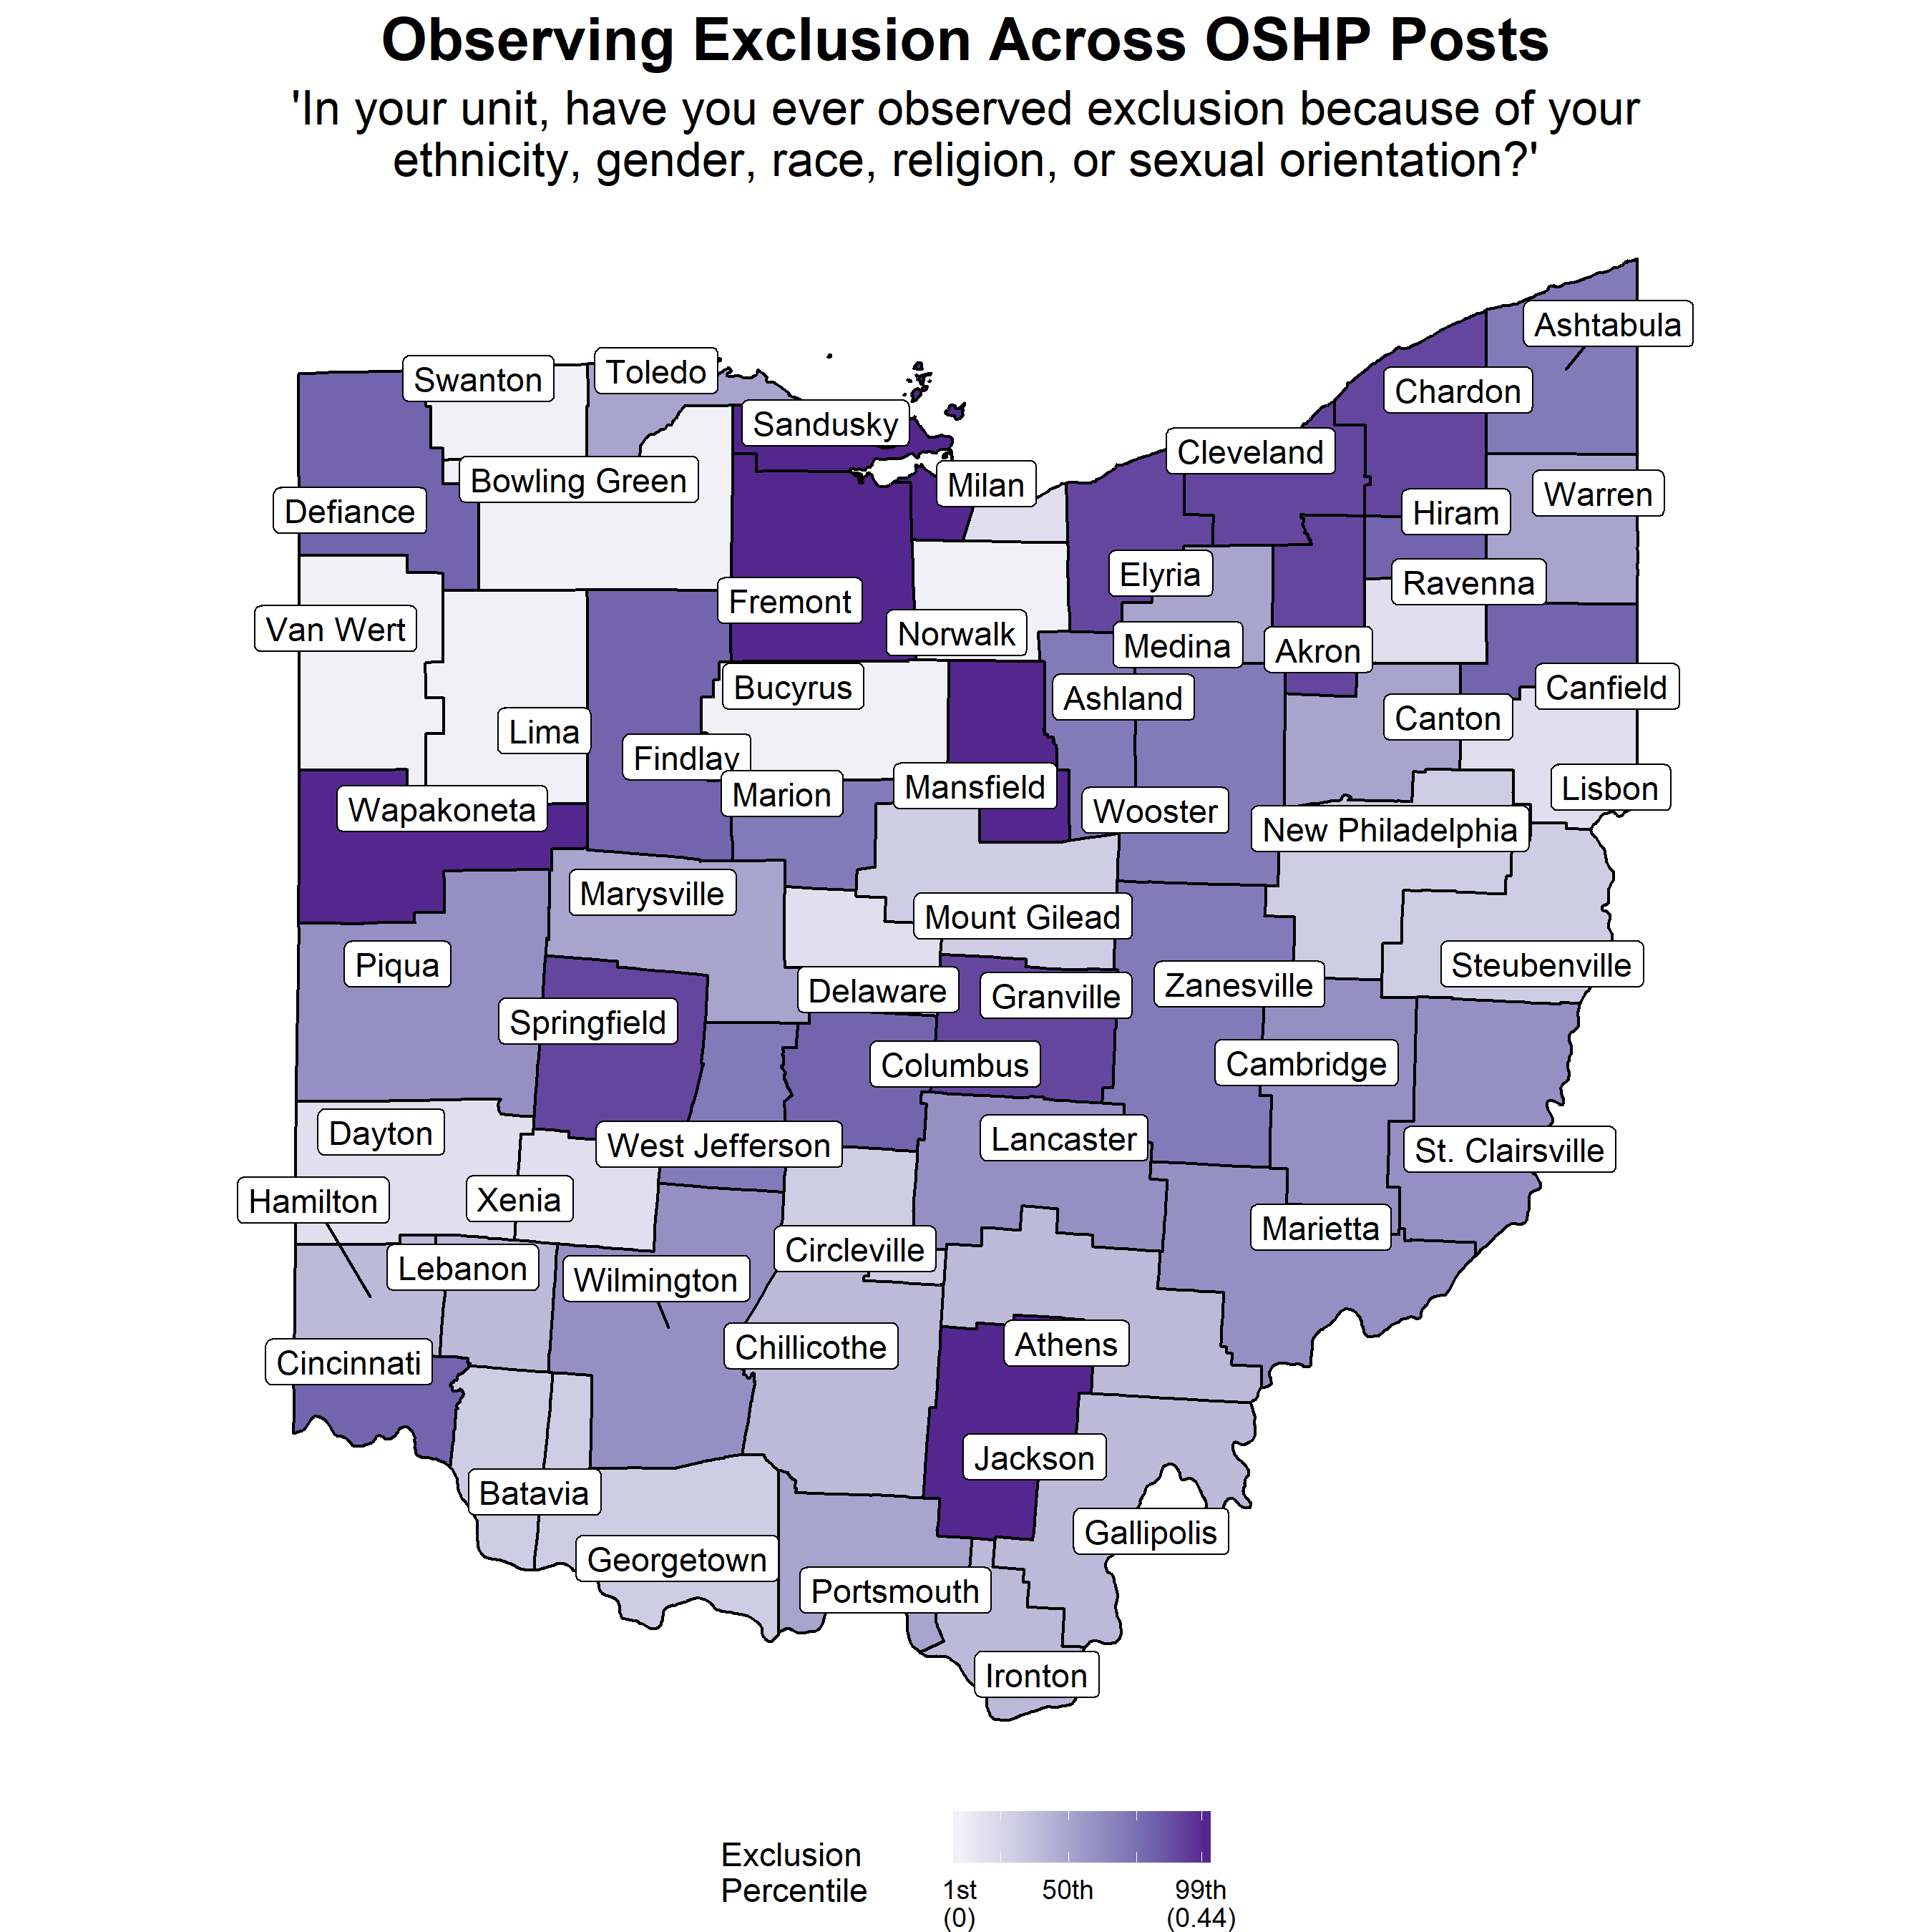 Observing Exclusion Across OSHP Posts
'In your unit, have you ever observed exclusion because of your
ethnicity, gender, race, religion, or sexual orientation?'
Ashtabula
Swanton
Toledo
Chardon
Sandusky
Cleveland
Bowling Green
Milan
Warren
Defiance
Hiram
Elyria
Ravenna
Fremont
Van Wert
Norwalk
Medina
Akron
Bucyrus
Ashland
Canfield
Canton
Lima
Findlay
Mansfield
Lisbon
Marion
Wapakoneta
Wooster
New Philadelphia
Marysville
Mount Gilead
Piqua
Steubenville
Delaware
Granville
Zanesville
Springfield
Columbus
Cambridge
Dayton
Lancaster
West Jefferson
St. Clairsville
Hamilton
Xenia
Marietta
Circleville
Lebanon
Wilmington
Athens
Chillicothe
Cincinnati
Jackson
Batavia
Gallipolis
Georgetown
Portsmouth
Ironton
Exclusion
Percentile
1st
(0)
50th
99th
(0.44)